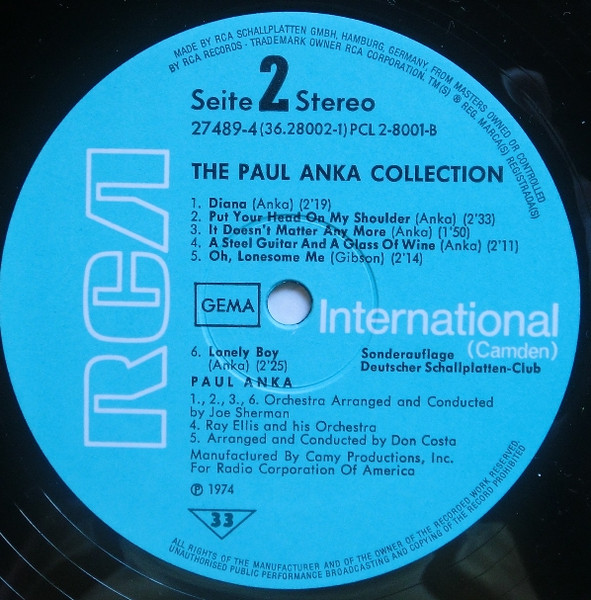 MADE BY RCA SCHALLPLATTEN GMBH, HAMBURG, GERMANY, FROM MASTERS OWNED OR CONTROLLED
BY RCA RECORDS - TRADEMARK OWNER RCA CORPORATION. TM(S) ® REG. MARCA(S) REGISTRADA(S)
Seite 2 Stereo
27489-4 (36.28002-1) PCL 2-8001-B
THE PAUL ANKA COLLECTION
1. Diana (Anka) (2'19)
2. Put Your Head On My Shoulder (Anka) (2'33)
3. It Doesn't Matter Any More (Anka) (1'50)
4. A Steel Guitar And A Glass Of Wine (Anka) (2'11)
5. Oh, Lonesome Me (Gibson) (2'14)
RCA
GEMA
International
(Camden)
6. Lonely Boy
(Anka) (2'25)
Sonderauflage
Deutscher Schallplatten-Club
PAUL ANKA
1., 2., 3., 6. Orchestra Arranged and Conducted
by Joe Sherman
4. Ray Ellis and his Orchestra
5. Arranged and Conducted by Don Costa
Manufactured By Camy Productions, Inc.
For Radio Corporation Of America
℗ 1974
33
ALL RIGHTS OF THE MANUFACTURER AND OF THE OWNER OF THE RECORDED WORK RESERVED.
UNAUTHORISED PUBLIC PERFORMANCE BROADCASTING AND COPYING OF THE RECORD PROHIBITED